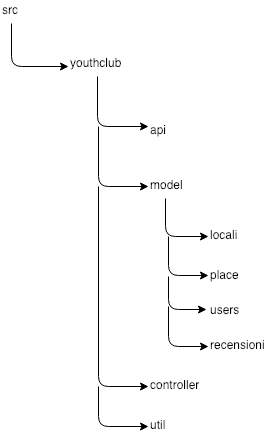 src
youthclub
api
model
locali
place
users
recensioni
controller
util